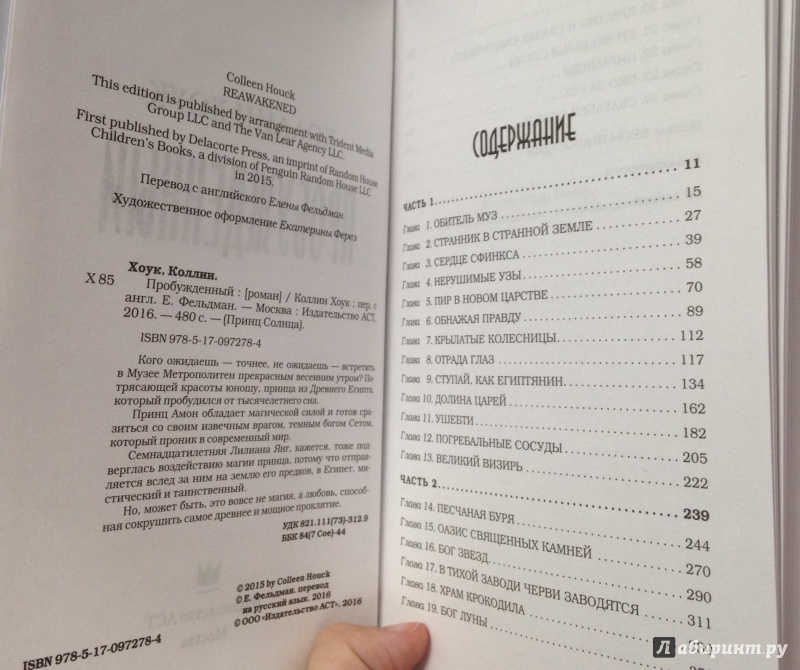 Colleen Houck
REAWAKENED
This edition is published by arrangement with Trident Media
Group LLC and The Van Lear Agency LLC.
First published by Delacorte Press, an imprint of Random House
Children's Books, a division of Penguin Random House LLC
in 2015.
Перевод с английского Елены Фельдман
Художественное оформление Екатерины Ферез
Хоук, Коллин.
Х 85
Пробужденный : [роман] / Коллин Хоук ; пер. с
англ. Е. Фельдман. — Москва : Издательство АСТ,
2016. — 480 с. — (Принц Солнца).
ISBN 978-5-17-097278-4
Кого ожидаешь — точнее, не ожидаешь — встретить
в Музее Метрополитен прекрасным весенним утром? По-
трясающей красоты юношу, принца из Древнего Египта,
который пробудился от тысячелетнего сна.
Принц Амон обладает магической силой и готов сра-
зиться со своим извечным врагом, темным богом Сетом,
который проник в современный мир.
Семнадцатилетняя Лилиана Янг, кажется, тоже под-
верглась воздействию магии принца, потому что отправ-
ляется вслед за ним на землю его предков, в Египет, ми-
стический и таинственный.
Но, может быть, это вовсе не магия, а любовь, способ-
ная сокрушить самое древнее и мощное проклятие.
УДК 821.111(73)-312.9
ББК 84(7 Сое)-44
© 2015 by Colleen Houck
© Е. Фельдман, перевод
на русский язык, 2016
© ООО «Издательство АСТ», 2016
ISBN 978-5-17-097278-4
СОДЕРЖАНИЕ
ЧАСТЬ 1 11
Глава 1. ОБИТЕЛЬ МУЗ 15
Глава 2. СТРАННИК В СТРАННОЙ ЗЕМЛЕ 27
Глава 3. СЕРДЦЕ СФИНКСА 39
Глава 4. НЕРУШИМЫЕ УЗЫ 58
Глава 5. ПИР В НОВОМ ЦАРСТВЕ 70
Глава 6. ОБНАЖАЯ ПРАВДУ 89
Глава 7. КРЫЛАТЫЕ КОЛЕСНИЦЫ 112
Глава 8. ОТРАДА ГЛАЗ 117
Глава 9. СТУПАЙ, КАК ЕГИПТЯНИН 134
Глава 10. ДОЛИНА ЦАРЕЙ 162
Глава 11. УШЕБТИ 182
Глава 12. ПОГРЕБАЛЬНЫЕ СОСУДЫ 205
Глава 13. ВЕЛИКИЙ ВИЗИРЬ 222
ЧАСТЬ 2 239
Глава 14. ПЕСЧАНАЯ БУРЯ 244
Глава 15. ОАЗИС СВЯЩЕННЫХ КАМНЕЙ 270
Глава 16. БОГ ЗВЕЗД 290
Глава 17. В ТИХОЙ ЗАВОДИ ЧЕРВИ ЗАВОДЯТСЯ 311
Глава 18. ХРАМ КРОКОДИЛА
Глава 19. БОГ ЛУНЫ
Лабиринт.ру